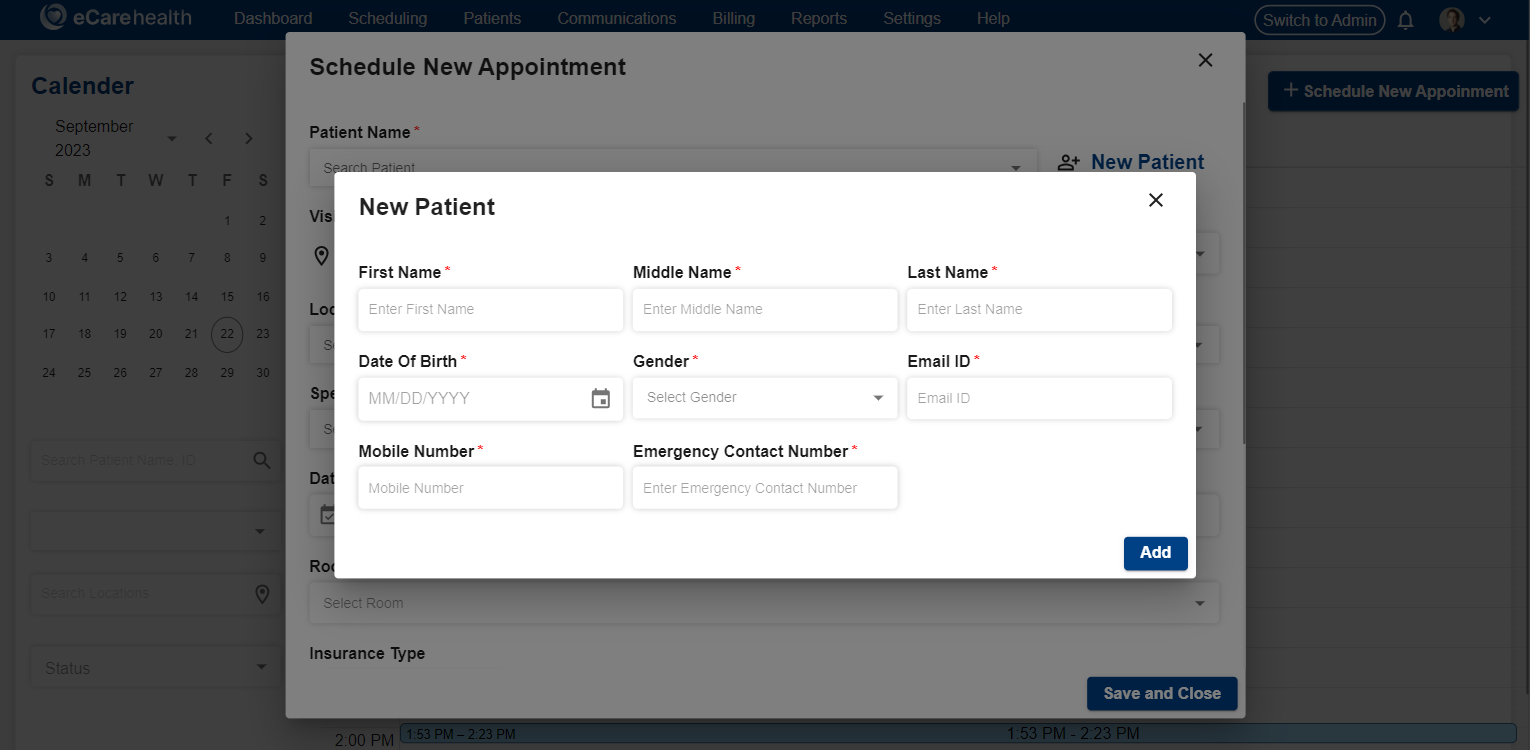 eCarehealth Dashboard Scheduling Patients Communications Billing Reports Settings Help Switch to Admin
Schedule New Appointment
Calender
+ Schedule New Appoinment
September
2023
Patient Name *
Search Patient
New Patient
S M T W T F S
1 2
3 4 5 6 7 8 9
10 11 12 13 14 15 16
17 18 19 20 21 22 23
24 25 26 27 28 29 30
Search Patient Name, ID
Search Locations
Status
New Patient
First Name * Middle Name * Last Name *
Enter First Name Enter Middle Name Enter Last Name
Date Of Birth * Gender * Email ID *
MM/DD/YYYY Select Gender Email ID
Mobile Number * Emergency Contact Number *
Mobile Number Enter Emergency Contact Number
Add
Select Room
Insurance Type
Save and Close
2:00 PM 1:53 PM – 2:23 PM 1:53 PM - 2:23 PM